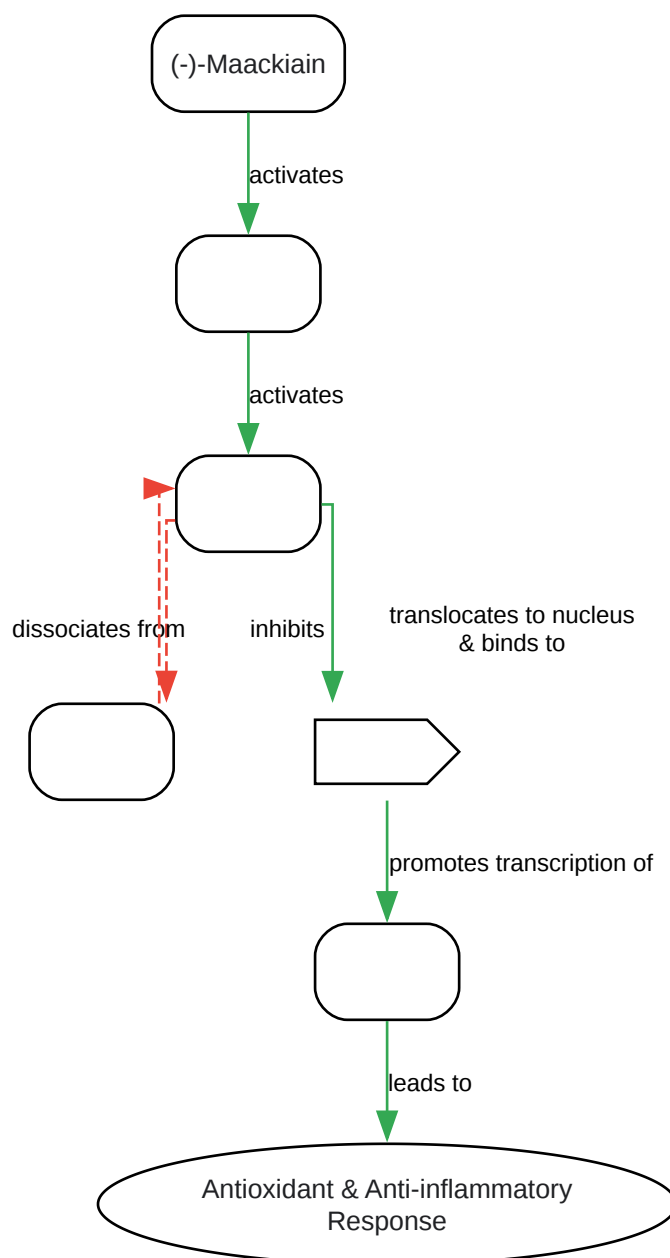 (-)-Maackiain
activates
activates
dissociates from
inhibits
translocates to nucleus
& binds to
promotes transcription of
leads to
Antioxidant & Anti-inflammatory
Response